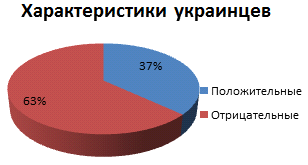 Характеристики украинцев
37%
63%
Положительные
Отрицательные